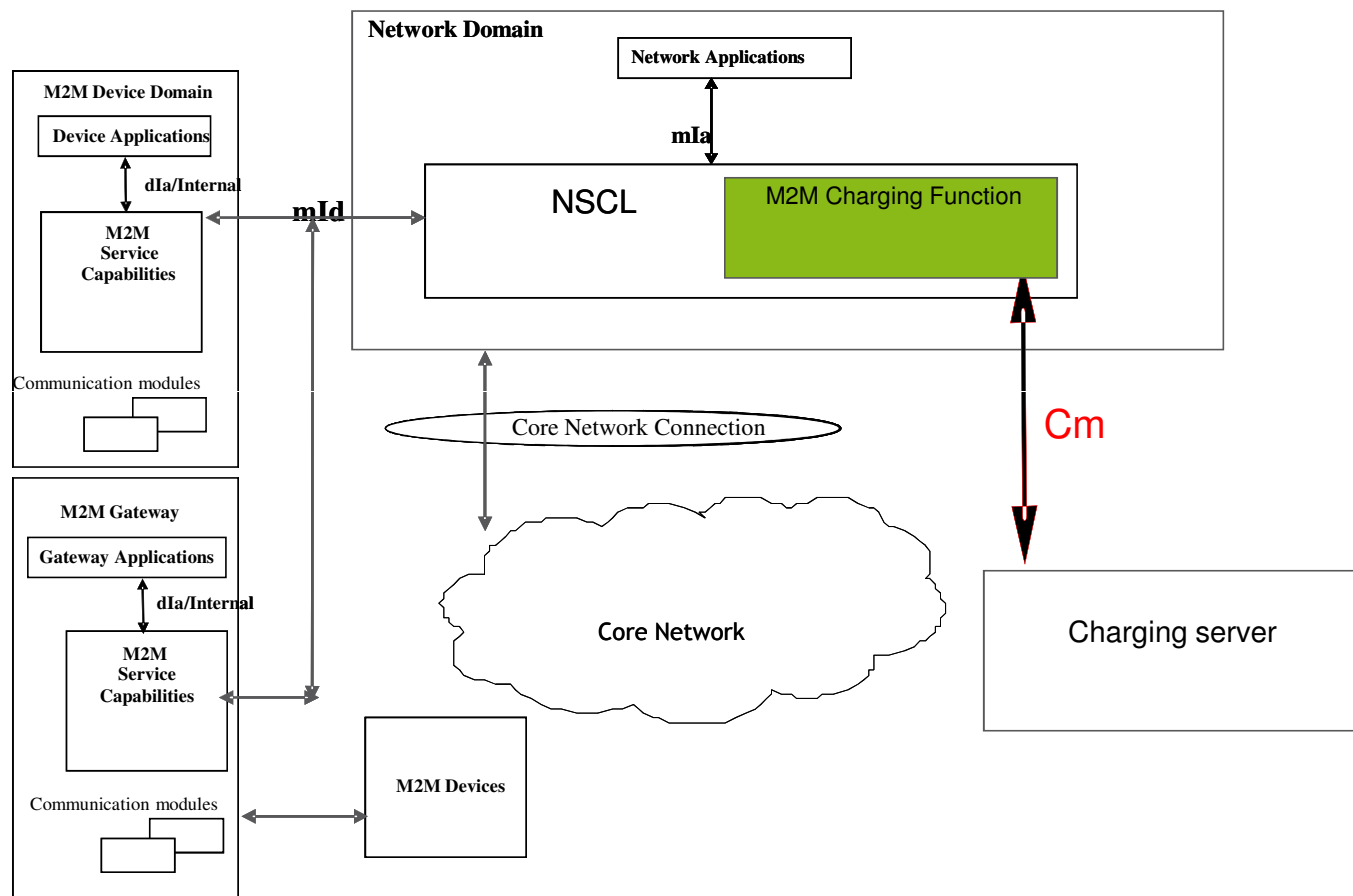 Network Domain
Network Applications
mIa
NSCL
M2M Charging Function
M2M Device Domain
Device Applications
dIa/Internal
M2M
Service
Capabilities
Communication modules
mId
Core Network Connection
Cm
M2M Gateway
Gateway Applications
dIa/Internal
M2M
Service
Capabilities
Communication modules
Core Network
Charging server
M2M Devices